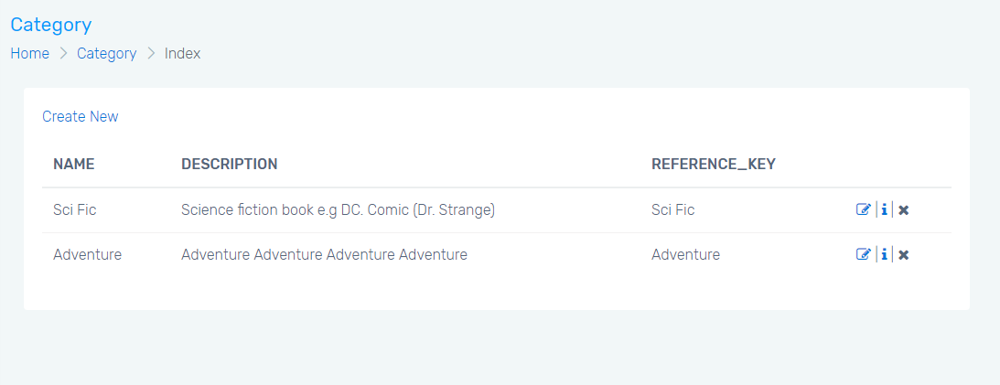 Category
Home > Category > Index
Create New
NAME DESCRIPTION REFERENCE_KEY
Sci Fic Science fiction book e.g DC. Comic (Dr. Strange) Sci Fic
Adventure Adventure Adventure Adventure Adventure Adventure